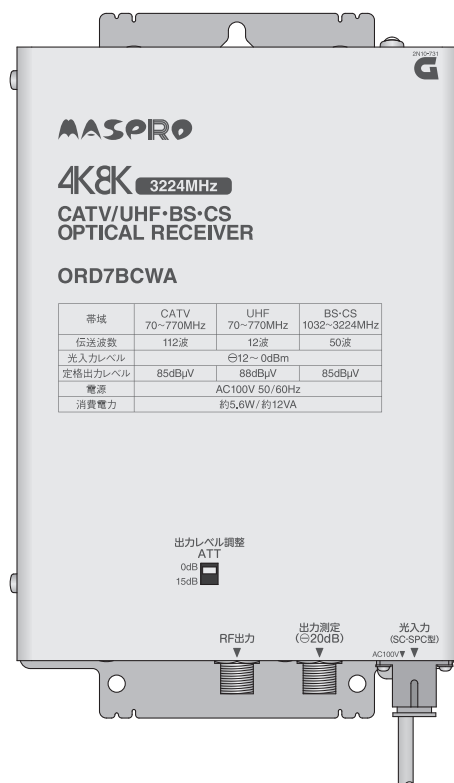 2N10•731
G
MASPRO
4K8K 3224MHz
CATV/UHF•BS•CS
OPTICAL RECEIVER
ORD7BCWA
帯域 CATV 70~770MHz UHF 70~770MHz BS•CS 1032~3224MHz
伝送波数 112波 12波 50波
光入力レベル ⊖12~0dBm
定格出力レベル 85dBμV 88dBμV 85dBμV
電源 AC100V 50/60Hz
消費電力 約5.6W/約12VA
出力レベル調整
ATT
0dB
15dB
RF出力
▼
出力測定
(⊖20dB)
▼
光入力
(SC•SPC型)
AC100V▼ ▼